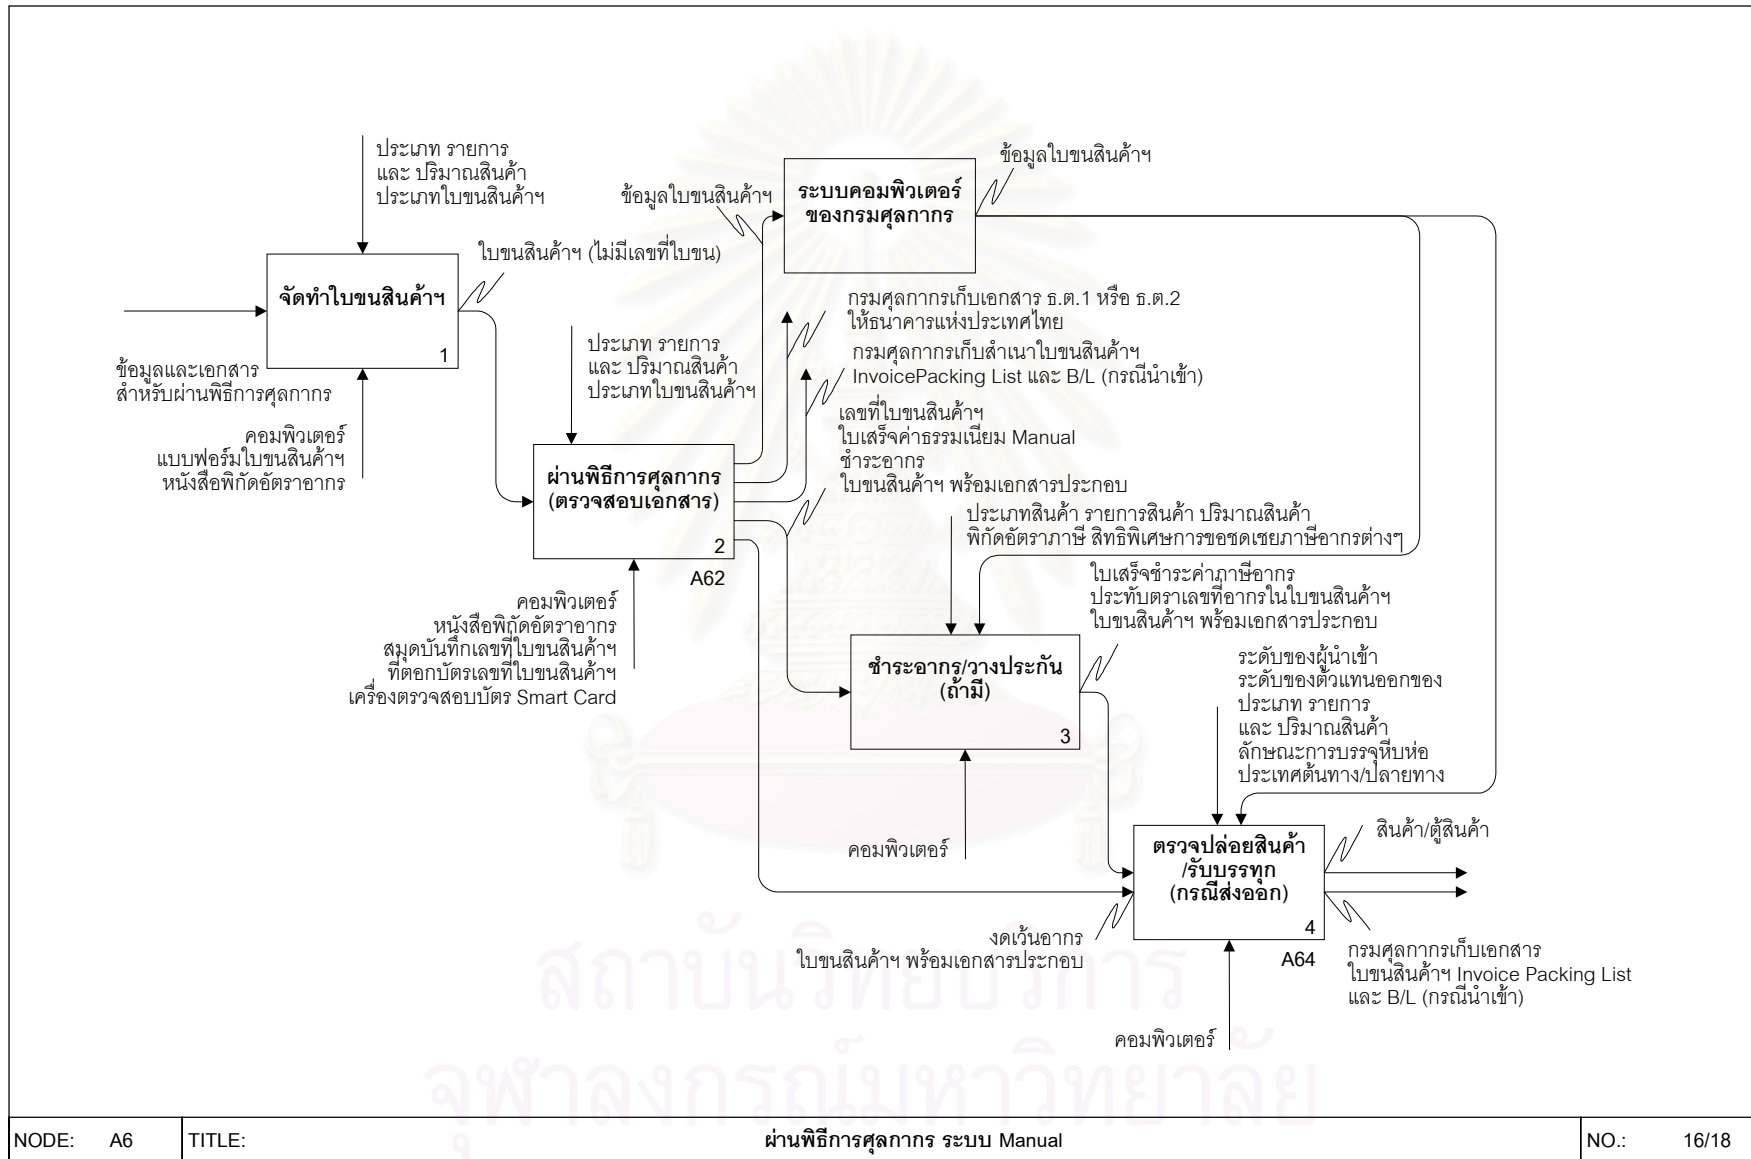 ประเภท รายการ
และ ปริมาณสินค้า
ประเภทใบขนสินค้าฯ
ข้อมูลใบขนสินค้าฯ
ระบบคอมพิวเตอร์
ของกรมศุลกากร
ข้อมูลใบขนสินค้าฯ
ใบขนสินค้าฯ (ไม่มีเลขที่ใบขน)
จัดทำใบขนสินค้าฯ
1
ข้อมูลและเอกสาร
สำหรับผ่านพิธีการศุลกากร
คอมพิวเตอร์
แบบฟอร์มใบขนสินค้าฯ
หนังสือพิกัดอัตราอากร
ประเภท รายการ
และ ปริมาณสินค้า
ประเภทใบขนสินค้าฯ
กรมศุลกากรเก็บเอกสาร ธ.ต.1 หรือ ธ.ต.2
ให้ธนาคารแห่งประเทศไทย
กรมศุลกากรเก็บสำเนาใบขนสินค้าฯ
InvoicePacking List และ B/L (กรณีนำเข้า)
เลขที่ใบขนสินค้าฯ
ใบเสร็จค่าธรรมเนียม Manual
ชำระอากร
ใบขนสินค้าฯ พร้อมเอกสารประกอบ
ผ่านพิธีการศุลกากร
(ตรวจสอบเอกสาร)
2
A62
คอมพิวเตอร์
หนังสือพิกัดอัตราอากร
สมุดบันทึกเลขที่ใบขนสินค้าฯ
ที่ตอกบัตรเลขที่ใบขนสินค้าฯ
เครื่องตรวจสอบบัตร Smart Card
ประเภทสินค้า รายการสินค้า ปริมาณสินค้า
พิกัดอัตราภาษี สิทธิพิเศษการขอชดเชยภาษีอากรต่างๆ
ใบเสร็จชำระค่าภาษีอากร
ประทับตราเลขที่อากรในใบขนสินค้าฯ
ใบขนสินค้าฯ พร้อมเอกสารประกอบ
ชำระอากร/วางประกัน
(ถ้ามี)
3
คอมพิวเตอร์
ระดับของผู้นำเข้า
ระดับของตัวแทนออกของ
ประเภท รายการ
และ ปริมาณสินค้า
ลักษณะการบรรจุหีบห่อ
ประเทศต้นทาง/ปลายทาง
ตรวจปล่อยสินค้า
/รับบรรทุก
(กรณีส่งออก)
4
A64
สินค้า/ตู้สินค้า
งดเว้นอากร
ใบขนสินค้าฯ พร้อมเอกสารประกอบ
กรมศุลกากรเก็บเอกสาร
ใบขนสินค้าฯ Invoice Packing List
และ B/L (กรณีนำเข้า)
คอมพิวเตอร์
สถาบันวิทยบริการ
จุฬาลงกรณ์มหาวิทยาลัย
NODE: A6 TITLE: ผ่านพิธีการศุลกากร ระบบ Manual NO.: 16/18